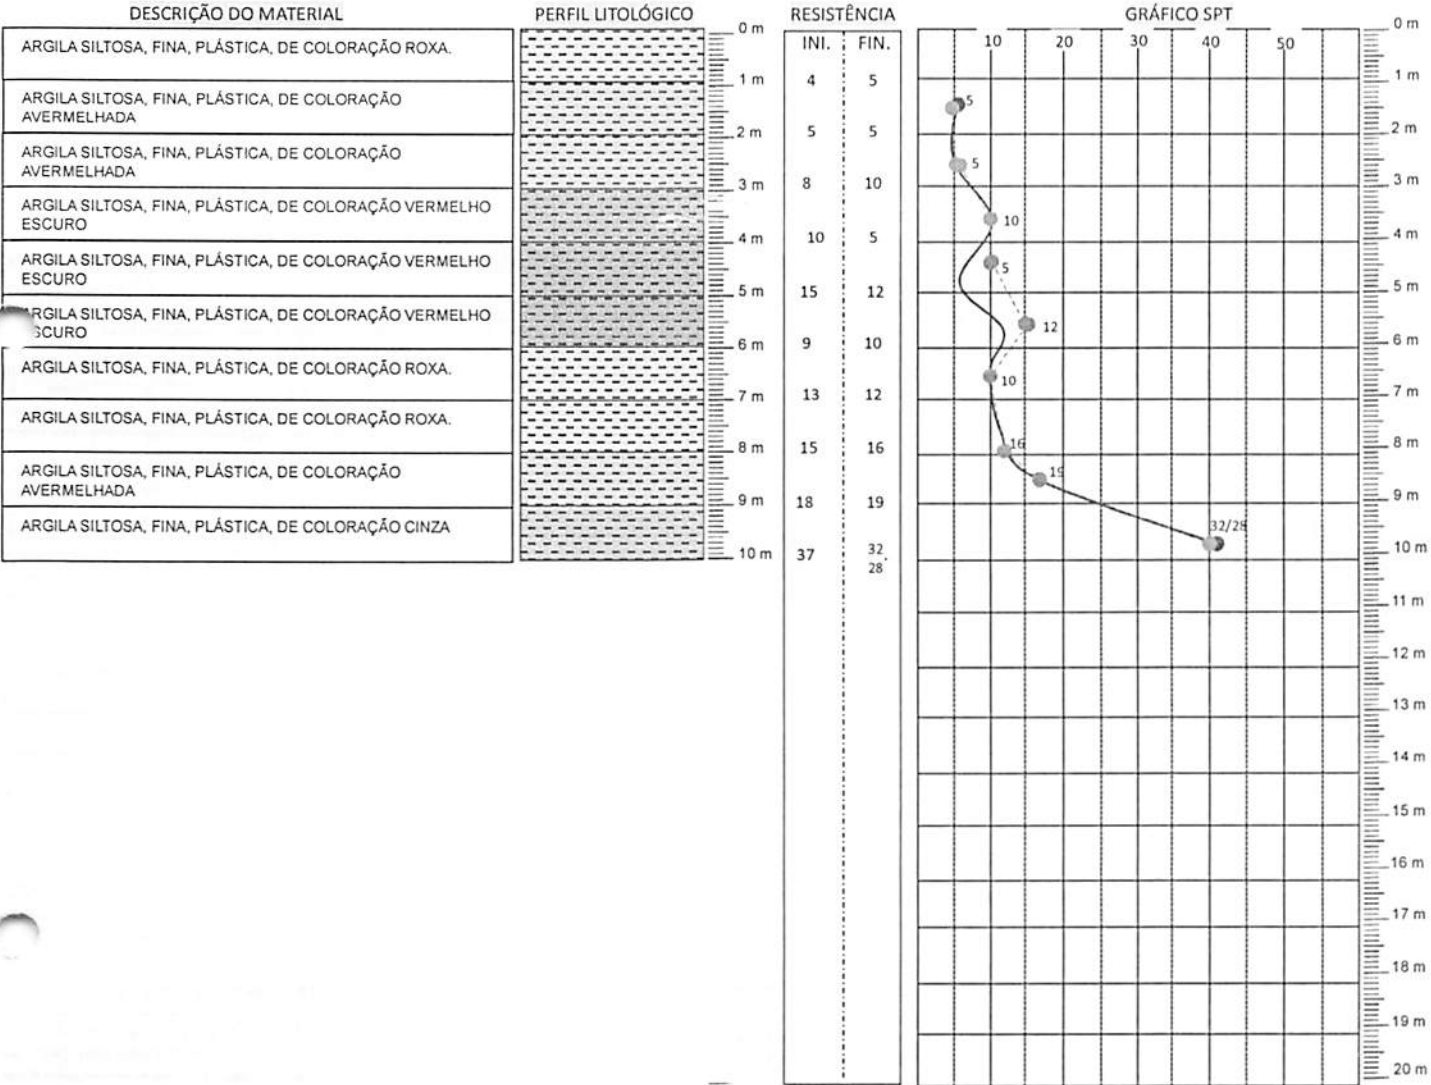 DESCRIÇÃO DO MATERIAL
ARGILA SILTOSA, FINA, PLÁSTICA, DE COLORAÇÃO ROXA.
ARGILA SILTOSA, FINA, PLÁSTICA, DE COLORAÇÃO
AVERMELHADA
ARGILA SILTOSA, FINA, PLÁSTICA, DE COLORAÇÃO
AVERMELHADA
ARGILA SILTOSA, FINA, PLÁSTICA, DE COLORAÇÃO VERMELHO
ESCURO
ARGILA SILTOSA, FINA, PLÁSTICA, DE COLORAÇÃO VERMELHO
ESCURO
ARGILA SILTOSA, FINA, PLÁSTICA, DE COLORAÇÃO VERMELHO
SCURO
ARGILA SILTOSA, FINA, PLÁSTICA, DE COLORAÇÃO ROXA.
ARGILA SILTOSA, FINA, PLÁSTICA, DE COLORAÇÃO ROXA.
ARGILA SILTOSA, FINA, PLÁSTICA, DE COLORAÇÃO
AVERMELHADA
ARGILA SILTOSA, FINA, PLÁSTICA, DE COLORAÇÃO CINZA
PERFIL LITOLÓGICO
0 m
1 m
2 m
3 m
4 m
5 m
6 m
7 m
8 m
9 m
10 m
RESISTÊNCIA
INI. FIN.
4 5
5 5
8 10
10 5
15 12
9 10
13 12
15 16
18 19
37 32
28
GRÁFICO SPT
10 20 30 40 50
5
5
10
5
12
10
16
19
32/28
0 m
1 m
2 m
3 m
4 m
5 m
6 m
7 m
8 m
9 m
10 m
11 m
12 m
13 m
14 m
15 m
16 m
17 m
18 m
19 m
20 m